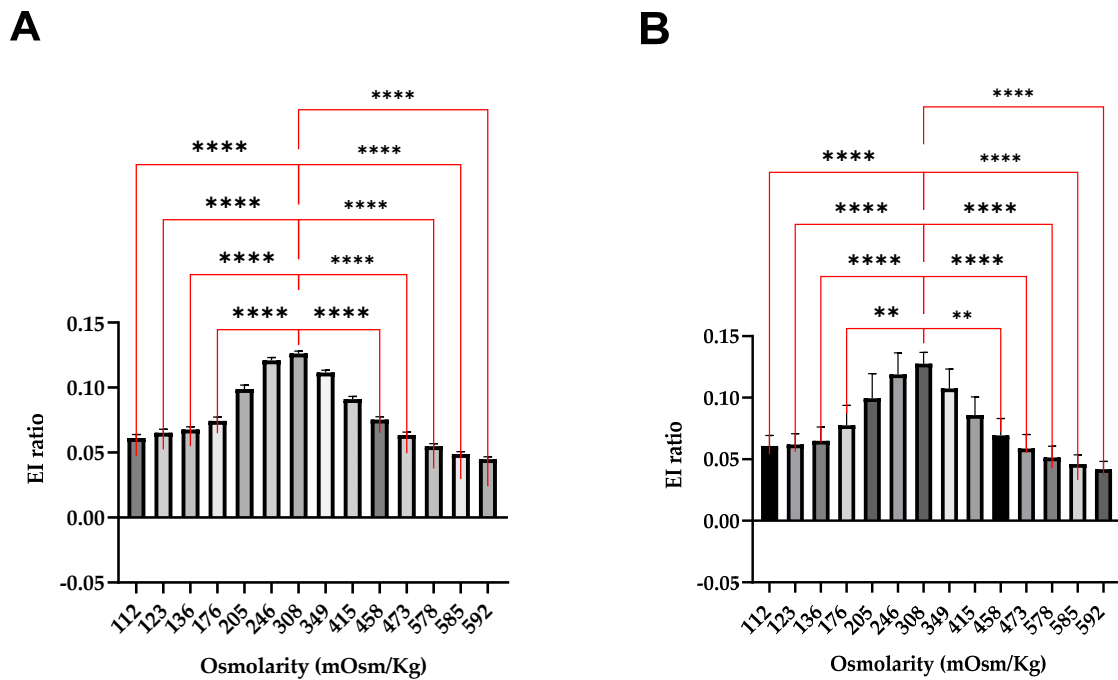 A
****
**** ****
**** ****
**** ****
**** ****
0.15
0.10
0.05
0.00
-0.05
EI ratio
112 123 136 176 205 246 308 349 415 458 473 578 585 592
Osmolarity (mOsm/Kg)
B
****
**** ****
**** ****
**** ****
** **
0.15
0.10
0.05
0.00
-0.05
EI ratio
112 123 136 176 205 246 308 349 415 458 473 578 585 592
Osmolarity (mOsm/Kg)